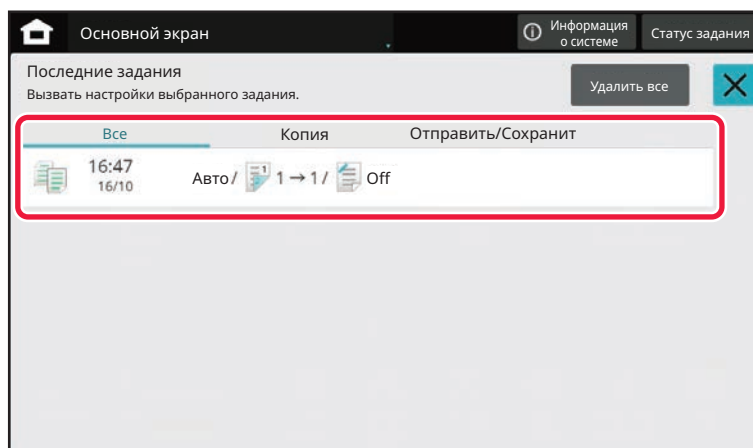 Основной экран
Информация
о системе
Статус задания
Последние задания
Вызвать настройки выбранного задания.
Удалить все
Все Копия Отправить/Сохранит
16:47
16/10
Авто / 1 → 1 / Off